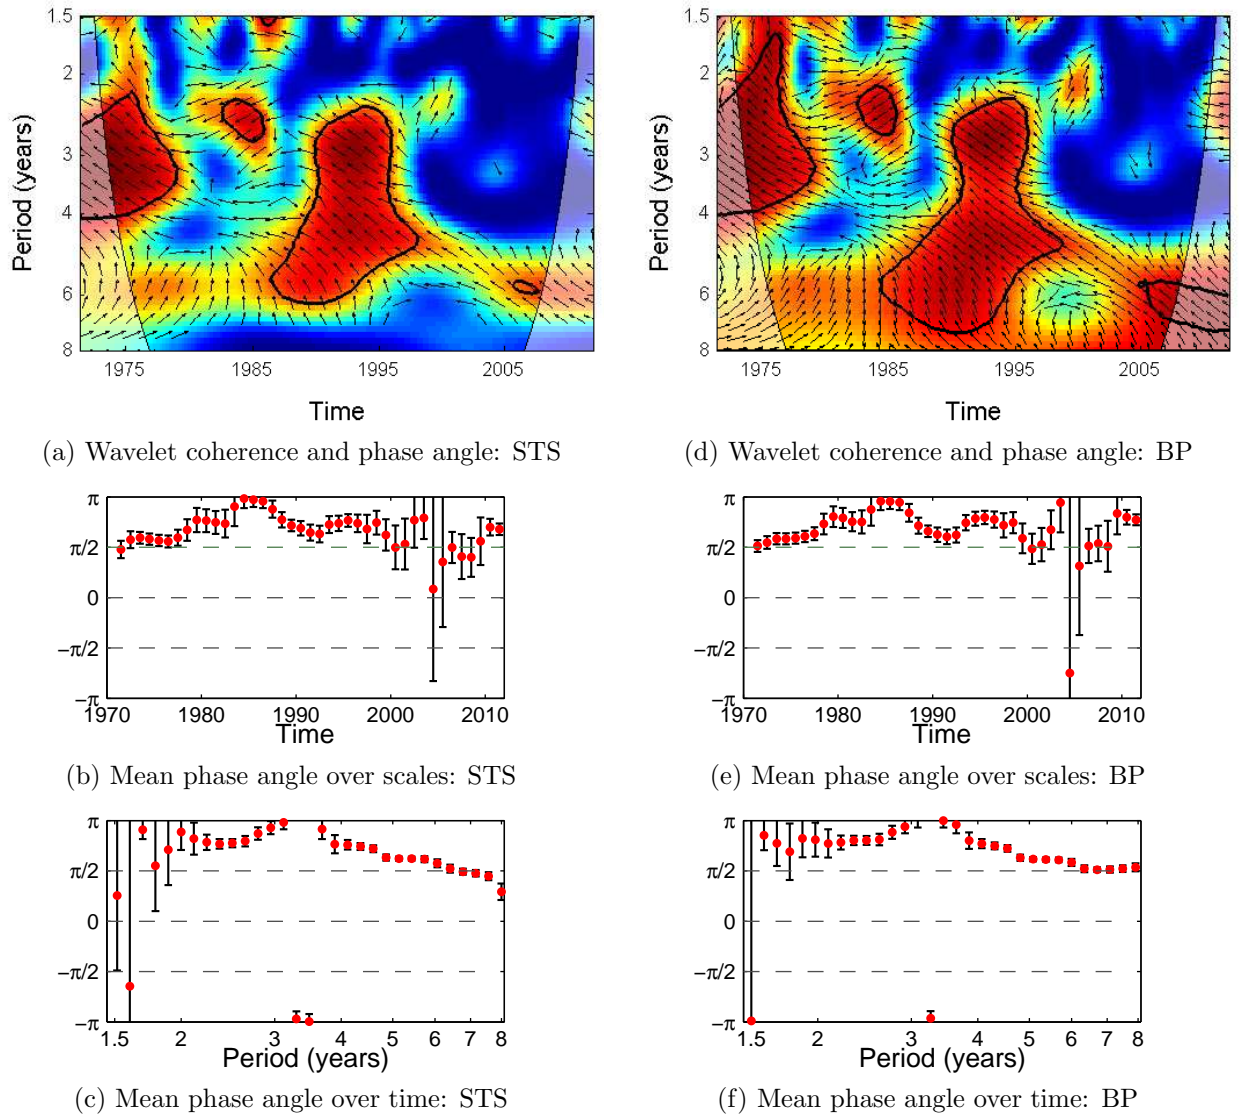 1.5
2
3
4
6
8
Period (years)
1975 1985 1995 2005
Time
(a) Wavelet coherence and phase angle: STS
1.5
2
3
4
6
8
Period (years)
1975 1985 1995 2005
Time
(d) Wavelet coherence and phase angle: BP
π
π/2
0
−π/2
−π
1970 1980 1990 2000 2010
Time
(b) Mean phase angle over scales: STS
π
π/2
0
−π/2
−π
1970 1980 1990 2000 2010
Time
(e) Mean phase angle over scales: BP
π
π/2
0
−π/2
−π
1.5 2 3 4 5 6 7 8
Period (years)
(c) Mean phase angle over time: STS
π
π/2
0
−π/2
−π
1.5 2 3 4 5 6 7 8
Period (years)
(f) Mean phase angle over time: BP